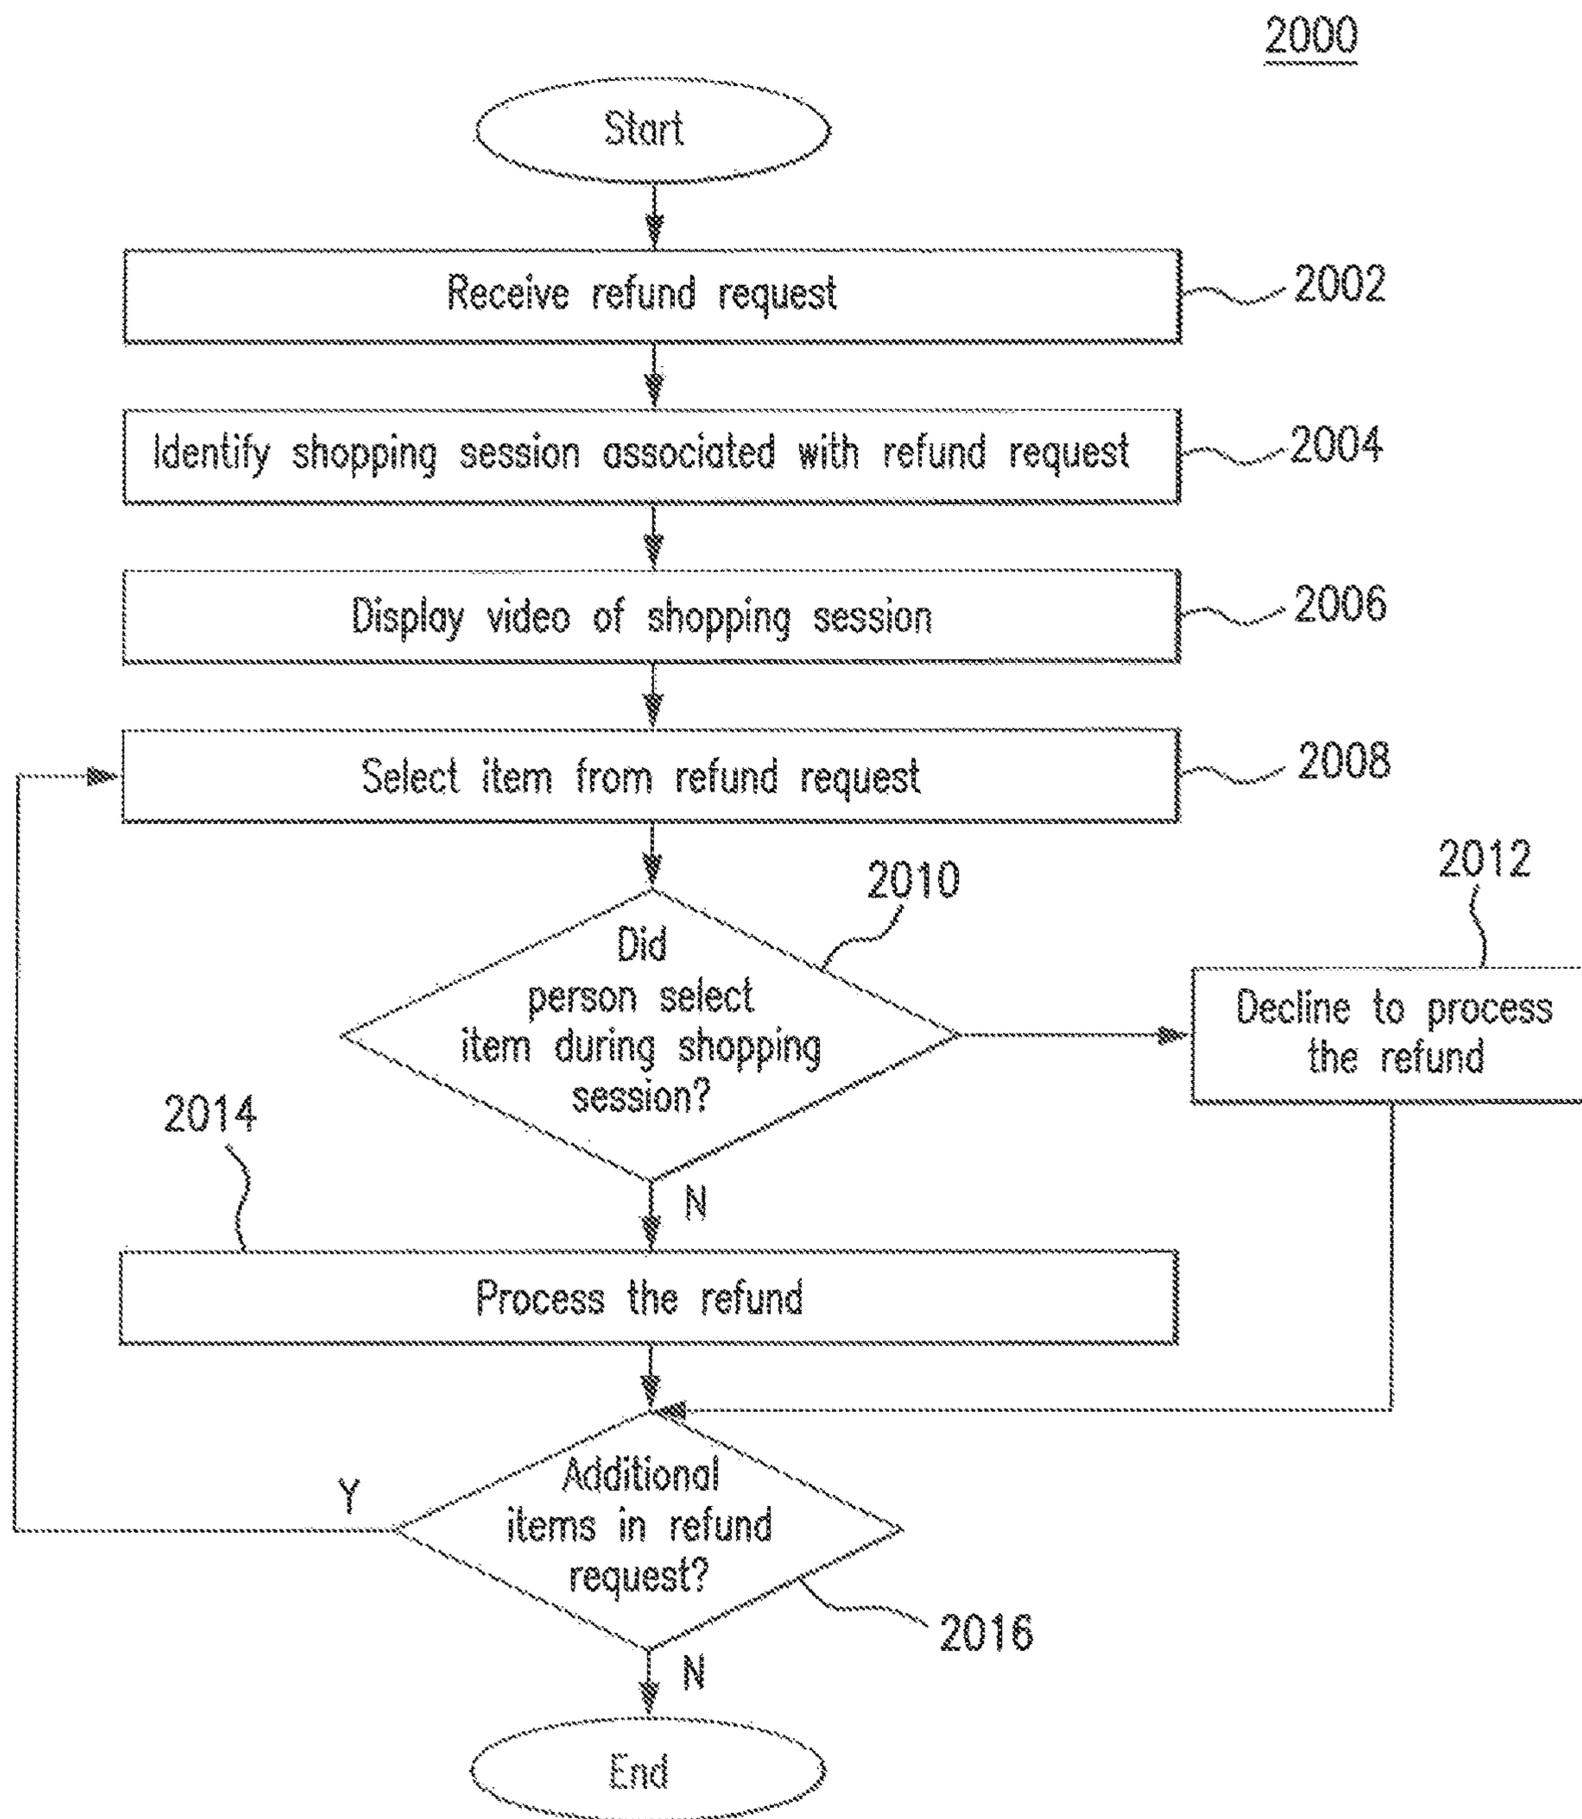 2000
Start
Receive refund request
2002
Identify shopping session associated with refund request
2004
Display video of shopping session
2006
Select item from refund request
2008
2010
Did
person select
item during shopping
session?
2012
Decline to process
the refund
2014
N
Process the refund
Y
Additional
items in refund
request?
2016
N
End